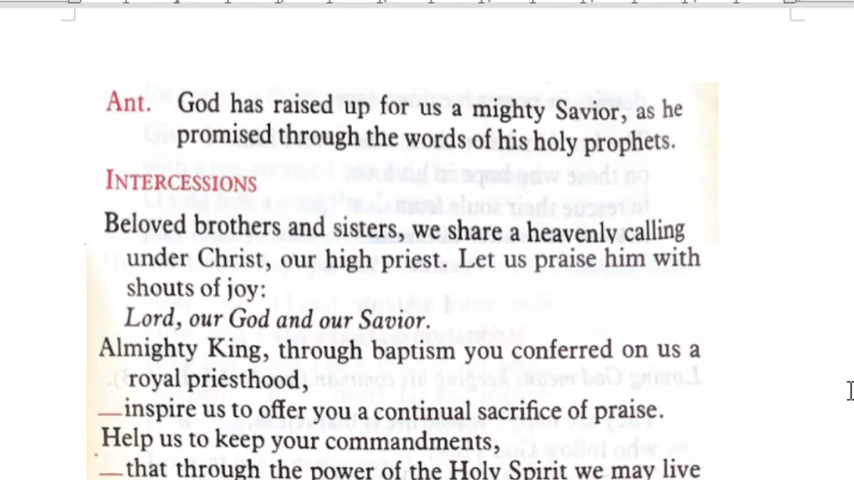 Ant. God has raised up for us a mighty Savior, as he
promised through the words of his holy prophets.
INTERCESSIONS
Beloved brothers and sisters, we share a heavenly calling
under Christ, our high priest. Let us praise him with
shouts of joy:
Lord, our God and our Savior.
Almighty King, through baptism you conferred on us a
royal priesthood,
—inspire us to offer you a continual sacrifice of praise.
Help us to keep your commandments,
—that through the power of the Holy Spirit we may live